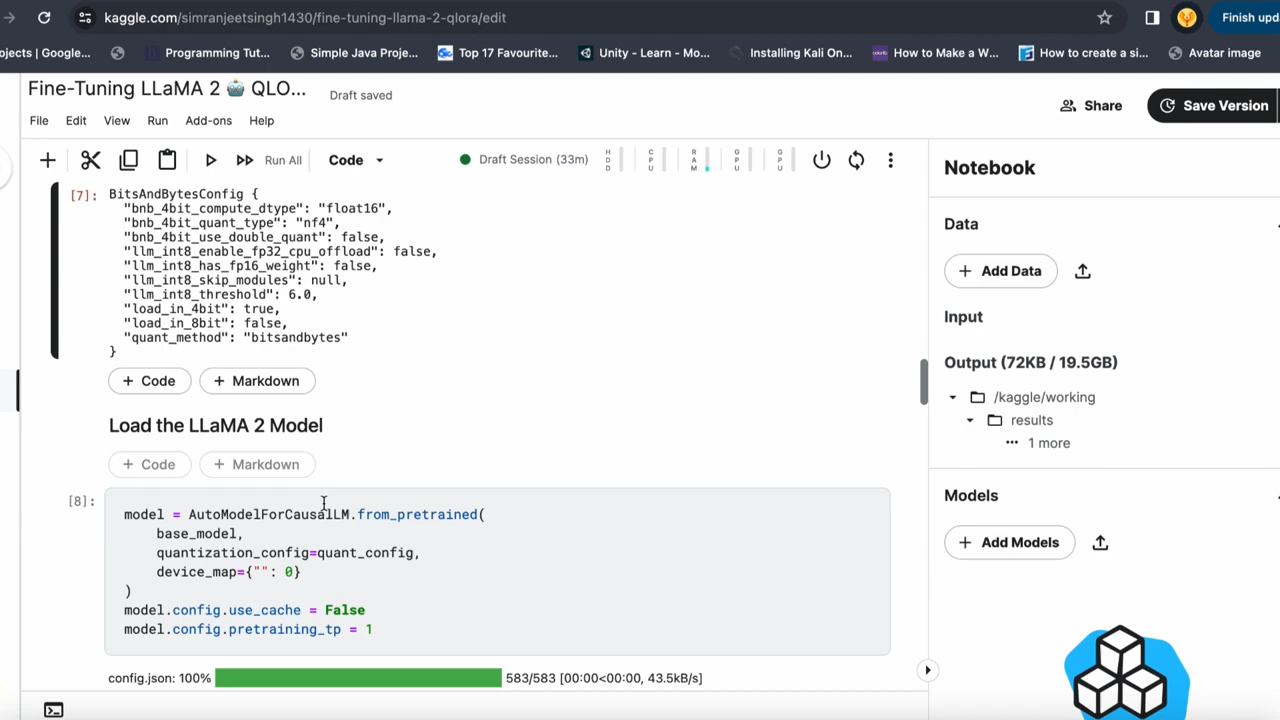 kaggle.com/simranjeetsingh1430/fine-tuning-llama-2-qlora/edit
Finish upd
ojects | Google...
Programming Tut...
Simple Java Proje...
Top 17 Favourite...
Unity - Learn - Mo...
Installing Kali On...
How to Make a W...
How to create a si...
Avatar image
Fine-Tuning LLaMA 2 🤖 QLO...
Draft saved
Share
Save Version
File Edit View Run Add-ons Help
Run All
Code
Draft Session (33m)
HDD
CPU
RAM
GPU
GPU
[7]:
BitsAndBytesConfig {
"bnb_4bit_compute_dtype": "float16",
"bnb_4bit_quant_type": "nf4",
"bnb_4bit_use_double_quant": false,
"llm_int8_enable_fp32_cpu_offload": false,
"llm_int8_has_fp16_weight": false,
"llm_int8_skip_modules": null,
"llm_int8_threshold": 6.0,
"load_in_4bit": true,
"load_in_8bit": false,
"quant_method": "bitsandbytes"
}
+ Code
+ Markdown
Load the LLaMA 2 Model
+ Code
+ Markdown
[8]:
model = AutoModelForCausalLM.from_pretrained(
base_model,
quantization_config=quant_config,
device_map={"": 0}
)
model.config.use_cache = False
model.config.pretraining_tp = 1
config.json: 100%
583/583 [00:00<00:00, 43.5kB/s]
Notebook
Data
+ Add Data
Input
Output (72KB / 19.5GB)
/kaggle/working
results
1 more
Models
+ Add Models